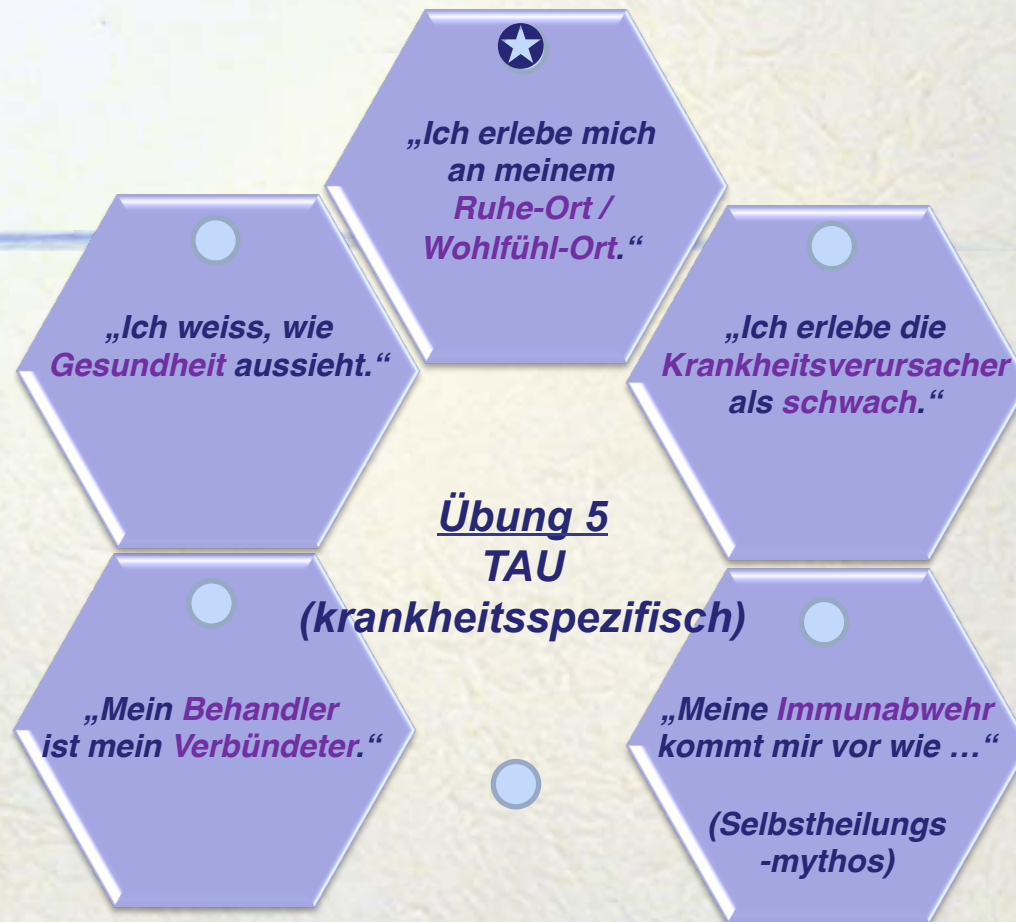 „Ich erlebe mich
an meinem
Ruhe-Ort /
Wohlfühl-Ort.“
„Ich weiss, wie
Gesundheit aussieht.“
„Ich erlebe die
Krankheitsverursacher
als schwach.“
Übung 5
TAU
(krankheitsspezifisch)
„Mein Behandler
ist mein Verbündeter.“
„Meine Immunabwehr
kommt mir vor wie …“
(Selbstheilungs
-mythos)